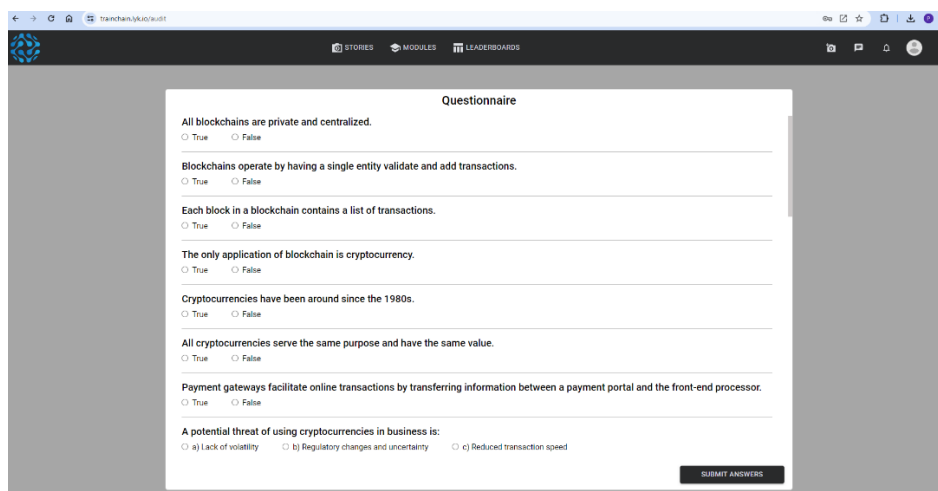 trainchain.iyk.io/audit
STORIES MODULES LEADERBOARDS
Questionnaire
All blockchains are private and centralized.
True False
Blockchains operate by having a single entity validate and add transactions.
True False
Each block in a blockchain contains a list of transactions.
True False
The only application of blockchain is cryptocurrency.
True False
Cryptocurrencies have been around since the 1980s.
True False
All cryptocurrencies serve the same purpose and have the same value.
True False
Payment gateways facilitate online transactions by transferring information between a payment portal and the front-end processor.
True False
A potential threat of using cryptocurrencies in business is:
a) Lack of volatility b) Regulatory changes and uncertainty c) Reduced transaction speed
SUBMIT ANSWERS